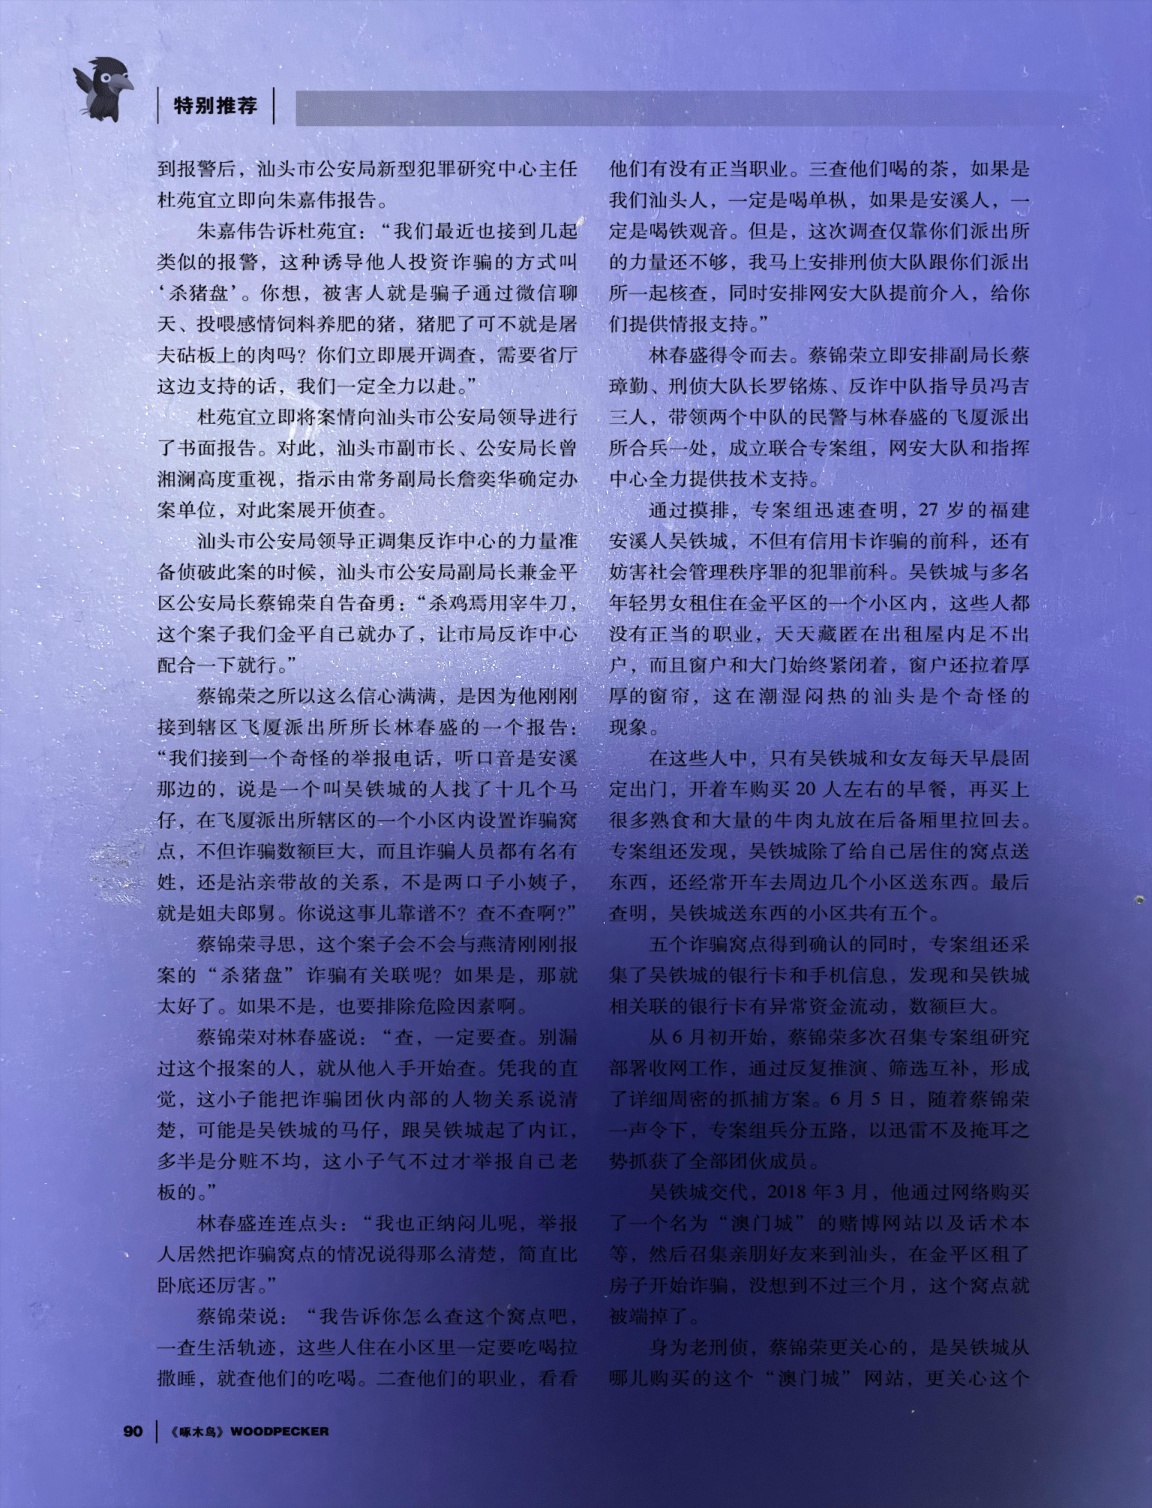 特别推荐
到报警后，汕头市公安局新型犯罪研究中心主任
杜苑宜立即向朱嘉伟报告。
朱嘉伟告诉杜苑宜：“我们最近也接到几起
类似的报警，这种诱导他人投资诈骗的方式叫
‘杀猪盘’。你想，被害人就是骗子通过微信聊
天、投喂感情饲料养肥的猪，猪肥了可不就是屠
夫砧板上的肉吗？你们立即展开调查，需要省厅
这边支持的话，我们一定全力以赴。”
杜苑宜立即将案情向汕头市公安局领导进行
了书面报告。对此，汕头市副市长、公安局长曾
湘澜高度重视，指示由常务副局长詹奕华确定办
案单位，对此案展开侦查。
汕头市公安局领导正调集反诈中心的力量准
备侦破此案的时候，汕头市公安局副局长兼金平
区公安局长蔡锦荣自告奋勇：“杀鸡焉用宰牛刀，
这个案子我们金平自己就办了，让市局反诈中心
配合一下就行。”
蔡锦荣之所以这么信心满满，是因为他刚刚
接到辖区飞厦派出所所长林春盛的一个报告：
“我们接到一个奇怪的举报电话，听口音是安溪
那边的，说是一个叫吴铁城的人找了十几个马
仔，在飞厦派出所辖区的一个小区内设置诈骗窝
点，不但诈骗数额巨大，而且诈骗人员都有名有
姓，还是沾亲带故的关系，不是两口子小姨子，
就是姐夫郎舅。你说这事儿靠谱不？查不查啊？”
蔡锦荣寻思，这个案子会不会与燕清刚刚报
案的“杀猪盘”诈骗有关联呢？如果是，那就
太好了。如果不是，也要排除危险因素啊。
蔡锦荣对林春盛说：“查，一定要查。别漏
过这个报案的人，就从他入手开始查。凭我的直
觉，这小子能把诈骗团伙内部的人物关系说清
楚，可能是吴铁城的马仔，跟吴铁城起了内讧，
多半是分赃不均，这小子气不过才举报自己老
板的。”
林春盛连连点头：“我也正纳闷儿呢，举报
人居然把诈骗窝点的情况说得那么清楚，简直比
卧底还厉害。”
蔡锦荣说：“我告诉你怎么查这个窝点吧，
一查生活轨迹，这些人住在小区里一定要吃喝拉
撒睡，就查他们的吃喝。二查他们的职业，看看
他们有没有正当职业。三查他们喝的茶，如果是
我们汕头人，一定是喝单枞，如果是安溪人，一
定是喝铁观音。但是，这次调查仅靠你们派出所
的力量还不够，我马上安排刑侦大队跟你们派出
所一起核查，同时安排网安大队提前介入，给你
们提供情报支持。”
林春盛得令而去。蔡锦荣立即安排副局长蔡
璋勤、刑侦大队长罗铭炼、反诈中队指导员冯吉
三人，带领两个中队的民警与林春盛的飞厦派出
所合兵一处，成立联合专案组，网安大队和指挥
中心全力提供技术支持。
通过摸排，专案组迅速查明，27 岁的福建
安溪人吴铁城，不但有信用卡诈骗的前科，还有
妨害社会管理秩序罪的犯罪前科。吴铁城与多名
年轻男女租住在金平区的一个小区内，这些人都
没有正当的职业，天天藏匿在出租屋内足不出
户，而且窗户和大门始终紧闭着，窗户还拉着厚
厚的窗帘，这在潮湿闷热的汕头是个奇怪的
现象。
在这些人中，只有吴铁城和女友每天早晨固
定出门，开着车购买 20 人左右的早餐，再买上
很多熟食和大量的牛肉丸放在后备厢里拉回去。
专案组还发现，吴铁城除了给自己居住的窝点送
东西，还经常开车去周边几个小区送东西。最后
查明，吴铁城送东西的小区共有五个。
五个诈骗窝点得到确认的同时，专案组还采
集了吴铁城的银行卡和手机信息，发现和吴铁城
相关联的银行卡有异常资金流动，数额巨大。
从 6 月初开始，蔡锦荣多次召集专案组研究
部署收网工作，通过反复推演、筛选互补，形成
了详细周密的抓捕方案。6 月 5 日，随着蔡锦荣
一声令下，专案组兵分五路，以迅雷不及掩耳之
势抓获了全部团伙成员。
吴铁城交代，2018 年 3 月，他通过网络购买
了一个名为“澳门城”的赌博网站以及话术本
等，然后召集亲朋好友来到汕头，在金平区租了
房子开始诈骗，没想到不过三个月，这个窝点就
被端掉了。
身为老刑侦，蔡锦荣更关心的，是吴铁城从
哪儿购买的这个“澳门城”网站，更关心这个
90 《啄木鸟》WOODPECKER